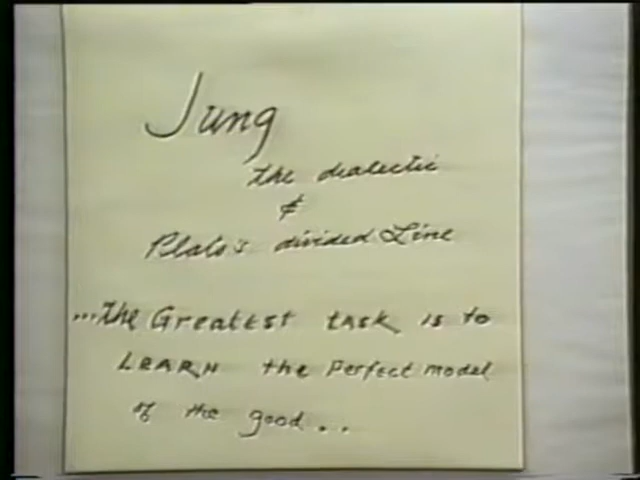 Jung
the dialectic
&
Plato's divided Line
...the Greatest task is to
LEARN the Perfect model
of the good...